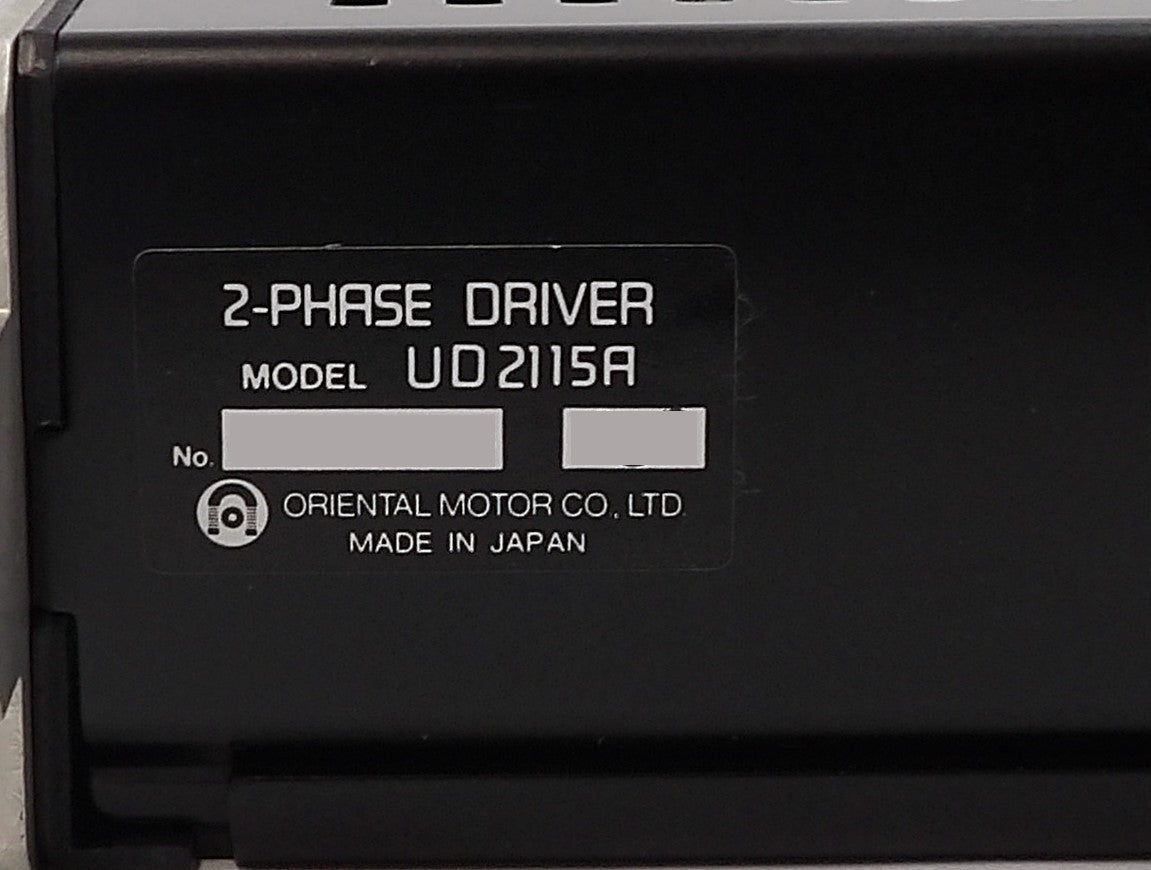 2-PHASE DRIVER
MODEL UD2115A
No.
ORIENTAL MOTOR CO., LTD.
MADE IN JAPAN